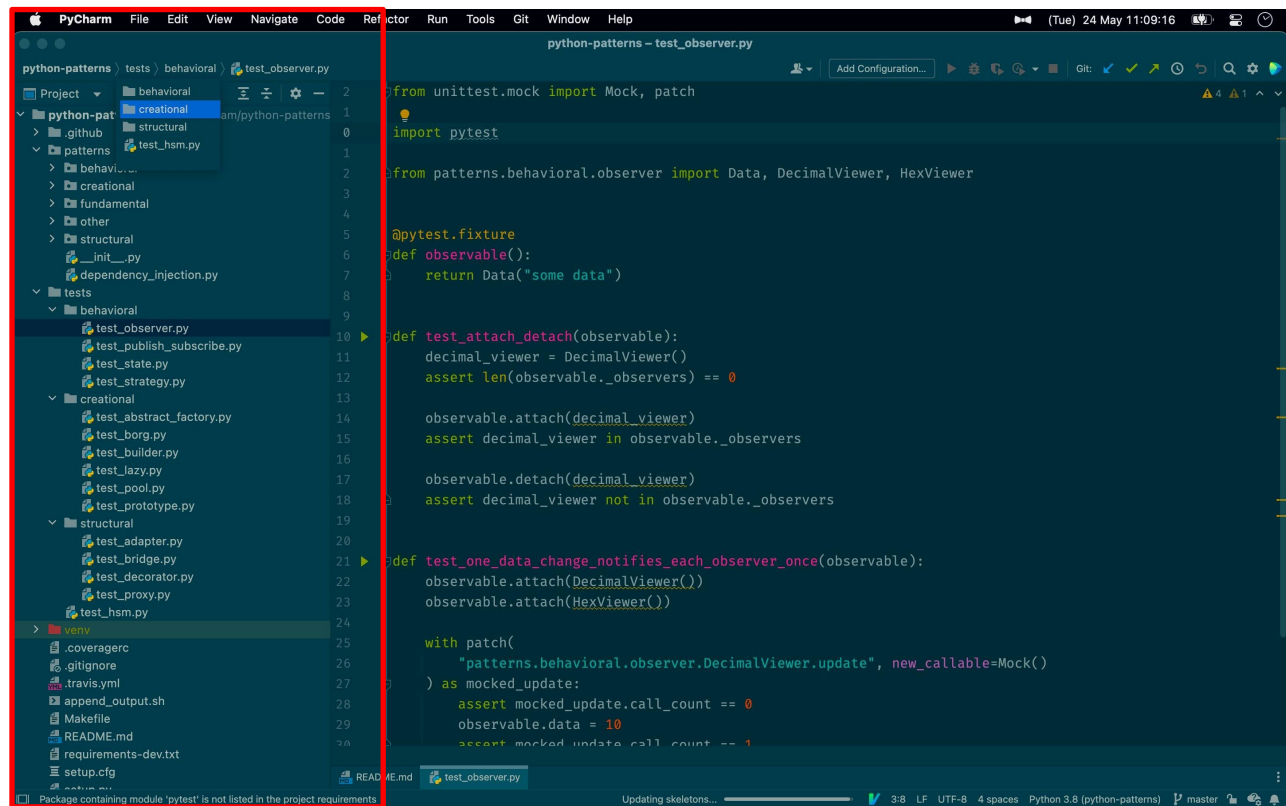 PyCharm File Edit View Navigate Code Refactor Run Tools Git Window Help (Tue) 24 May 11:09:16
python-patterns – test_observer.py
python-patterns 〉 tests 〉 behavioral 〉 test_observer.py
Add Configuration...
Git:
Project
behavioral
creational
structural
test_hsm.py
python-pat
am/python-patterns
.github
patterns
behavioral
creational
fundamental
other
structural
__init__.py
dependency_injection.py
tests
behavioral
test_observer.py
test_publish_subscribe.py
test_state.py
test_strategy.py
creational
test_abstract_factory.py
test_borg.py
test_builder.py
test_lazy.py
test_pool.py
test_prototype.py
structural
test_adapter.py
test_bridge.py
test_decorator.py
test_proxy.py
test_hsm.py
venv
.coveragerc
.gitignore
.travis.yml
append_output.sh
Makefile
README.md
requirements-dev.txt
setup.cfg
setup.py
4 1
2 from unittest.mock import Mock, patch
1
0 import pytest
1
2 from patterns.behavioral.observer import Data, DecimalViewer, HexViewer
3
4
5 @pytest.fixture
6 def observable():
7 return Data("some data")
8
9
10 def test_attach_detach(observable):
11 decimal_viewer = DecimalViewer()
12 assert len(observable._observers) == 0
13
14 observable.attach(decimal_viewer)
15 assert decimal_viewer in observable._observers
16
17 observable.detach(decimal_viewer)
18 assert decimal_viewer not in observable._observers
19
20
21 def test_one_data_change_notifies_each_observer_once(observable):
22 observable.attach(DecimalViewer())
23 observable.attach(HexViewer())
24
25 with patch(
26 "patterns.behavioral.observer.DecimalViewer.update", new_callable=Mock()
27 ) as mocked_update:
28 assert mocked_update.call_count == 0
29 observable.data = 10
30 assert mocked_update.call_count == 1
README.md test_observer.py
Package containing module 'pytest' is not listed in the project requirements Updating skeletons... 3:8 LF UTF-8 4 spaces Python 3.8 (python-patterns) master